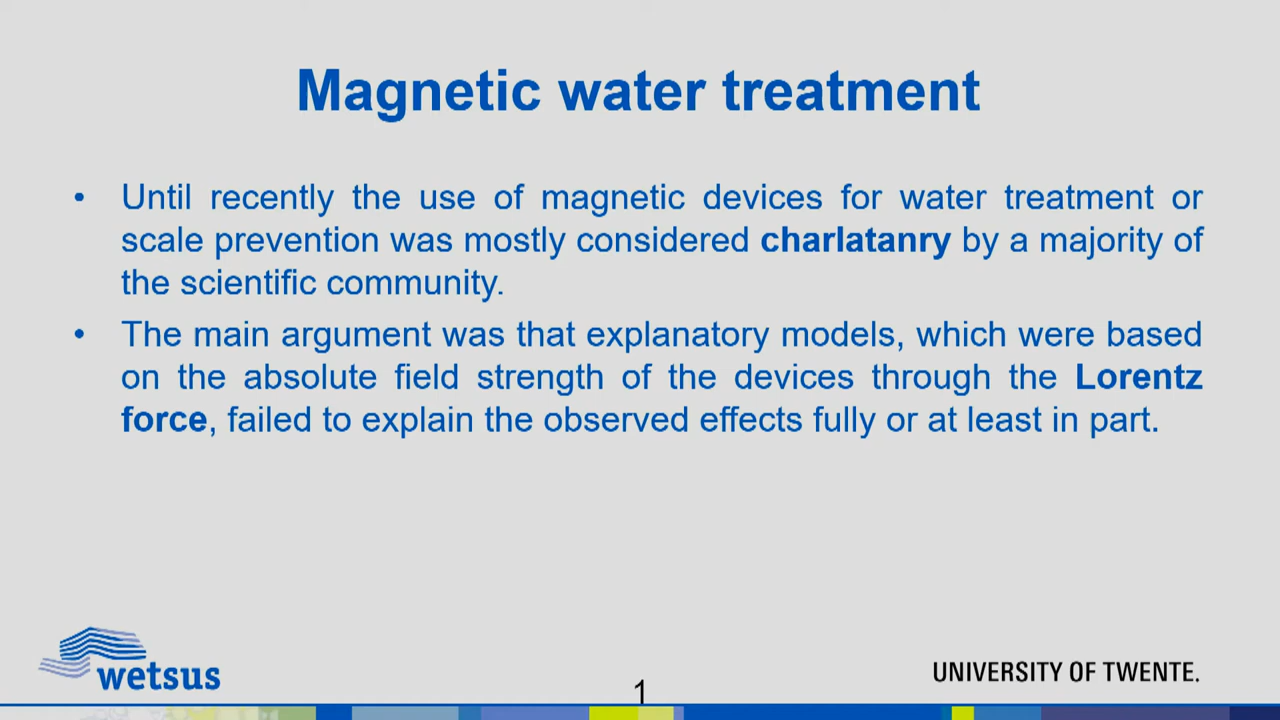 Magnetic water treatment
• Until recently the use of magnetic devices for water treatment or
scale prevention was mostly considered charlatanry by a majority of
the scientific community.
• The main argument was that explanatory models, which were based
on the absolute field strength of the devices through the Lorentz
force, failed to explain the observed effects fully or at least in part.
wetsus
UNIVERSITY OF TWENTE.
1